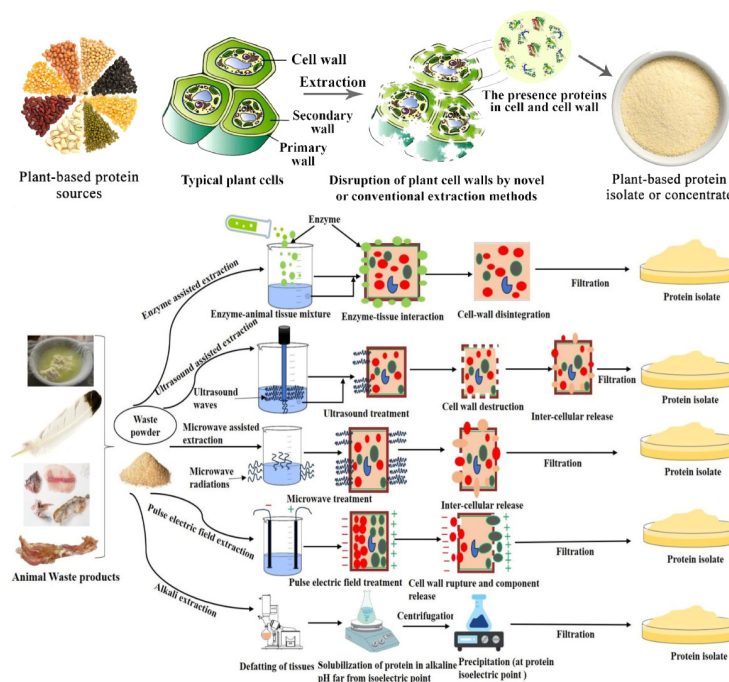 Cell wall
Extraction
Secondary
wall
Primary
wall
The presence proteins
in cell and cell wall
Plant-based protein
sources
Typical plant cells
Disruption of plant cell walls by novel
or conventional extraction methods
Plant-based protein
isolate or concentrate
Enzyme
Enzyme assisted extraction
Enzyme-animal tissue mixture
Enzyme-tissue interaction
Cell-wall disintegration
Filtration
Protein isolate
Ultrasound assisted extraction
Ultrasound
waves
Ultrasound treatment
Cell wall destruction
Inter-cellular release
Filtration
Protein isolate
Waste
powder
Microwave assisted
extraction
Microwave
radiations
Microwave treatment
Inter-cellular release
Filtration
Protein isolate
Pulse electric field extraction
Pulse electric field treatment
Cell wall rupture and component
release
Filtration
Protein isolate
Animal Waste products
Alkali extraction
Defatting of tissues
Solubilization of protein in alkaline
pH far from isoelectric point
Centrifugation
Precipitation (at protein
isoelectric point )
Filtration
Protein isolate